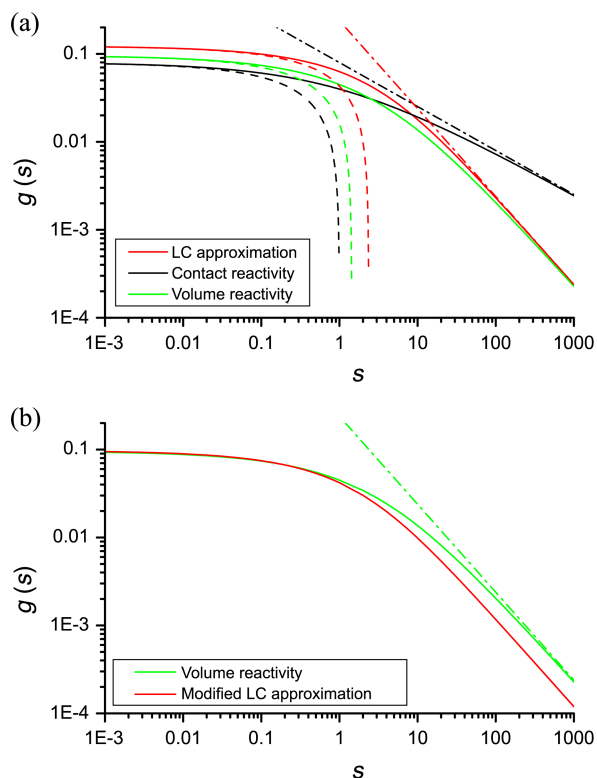 (a)
g (s)
0.1
0.01
1E-3
1E-4
LC approximation
Contact reactivity
Volume reactivity
1E-3 0.01 0.1 1 10 100 1000
s
(b)
g (s)
0.1
0.01
1E-3
1E-4
Volume reactivity
Modified LC approximation
1E-3 0.01 0.1 1 10 100 1000
s